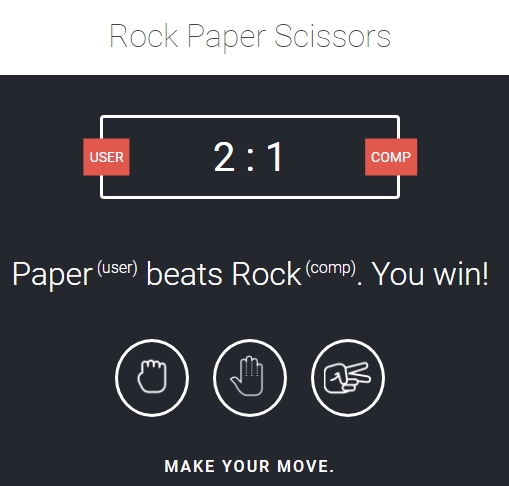 Rock Paper Scissors
USER 2 : 1 COMP
Paper (user) beats Rock (comp). You win!
MAKE YOUR MOVE.